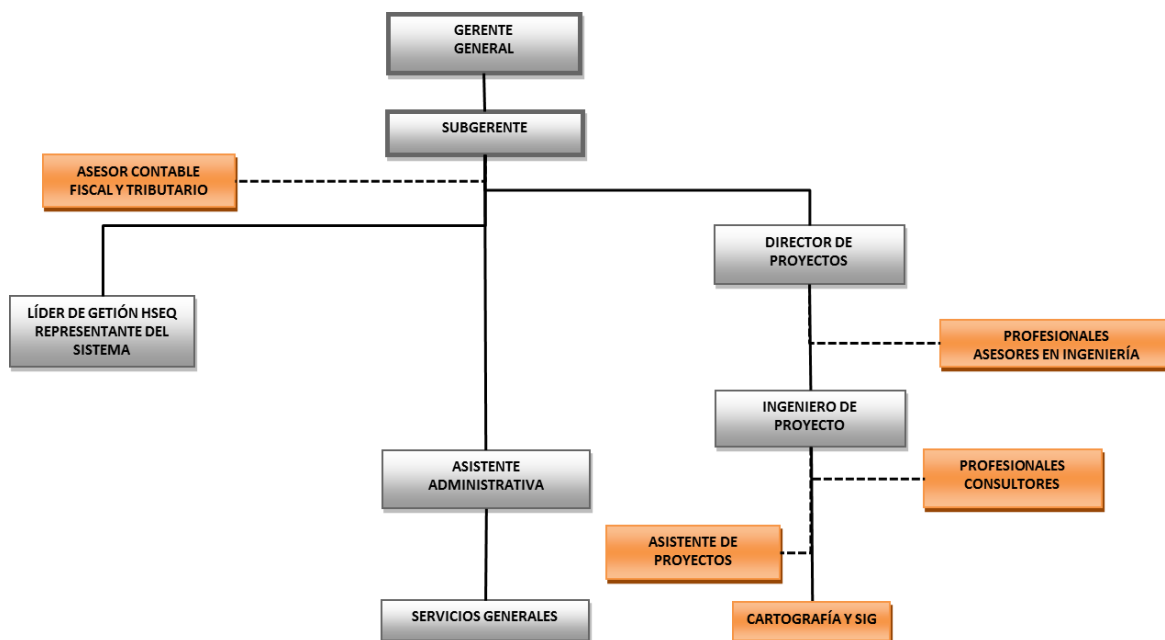 GERENTE
GENERAL
SUBGERENTE
ASESOR CONTABLE
FISCAL Y TRIBUTARIO
DIRECTOR DE
PROYECTOS
LÍDER DE GETIÓN HSEQ
REPRESENTANTE DEL
SISTEMA
PROFESIONALES
ASESORES EN INGENIERÍA
INGENIERO DE
PROYECTO
ASISTENTE
ADMINISTRATIVA
PROFESIONALES
CONSULTORES
ASISTENTE DE
PROYECTOS
SERVICIOS GENERALES
CARTOGRAFÍA Y SIG